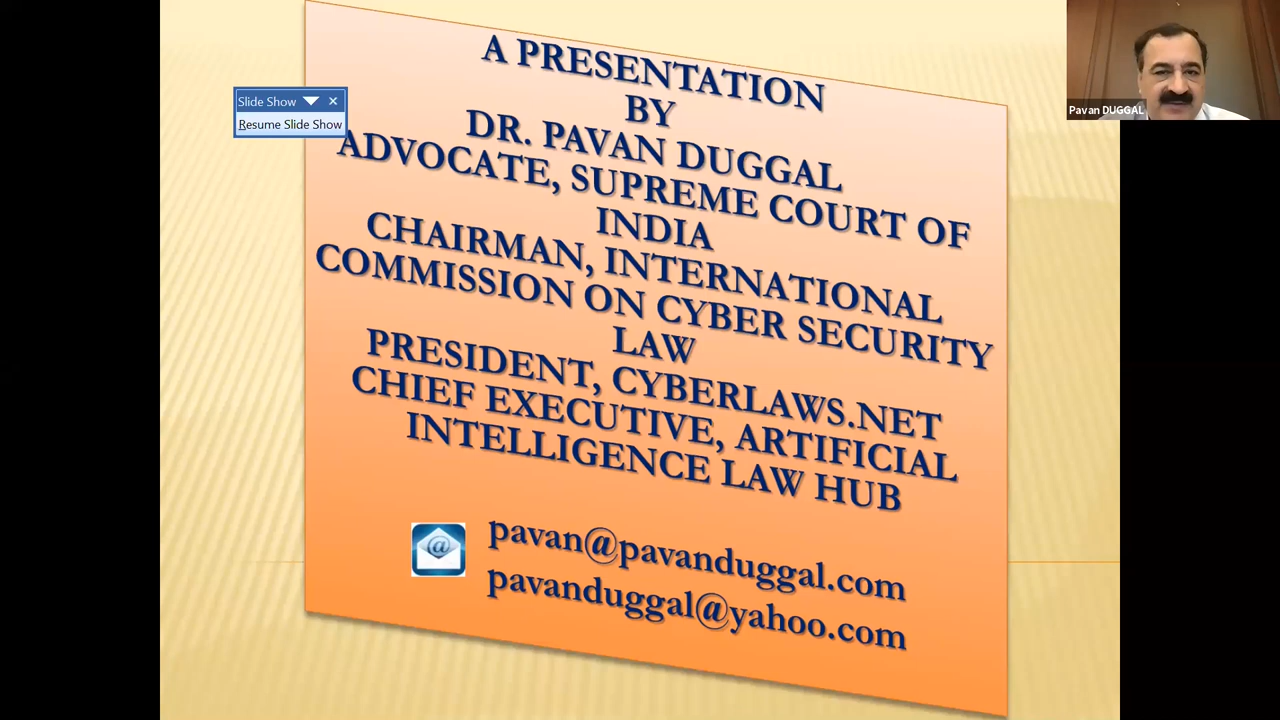 A PRESENTATION
BY
DR. PAVAN DUGGAL
ADVOCATE, SUPREME COURT OF
INDIA
CHAIRMAN, INTERNATIONAL
COMMISSION ON CYBER SECURITY
LAW
PRESIDENT, CYBERLAWS.NET
CHIEF EXECUTIVE, ARTIFICIAL
INTELLIGENCE LAW HUB
pavan@pavanduggal.com
pavanduggal@yahoo.com
Slide Show
Resume Slide Show
Pavan DUGGAL